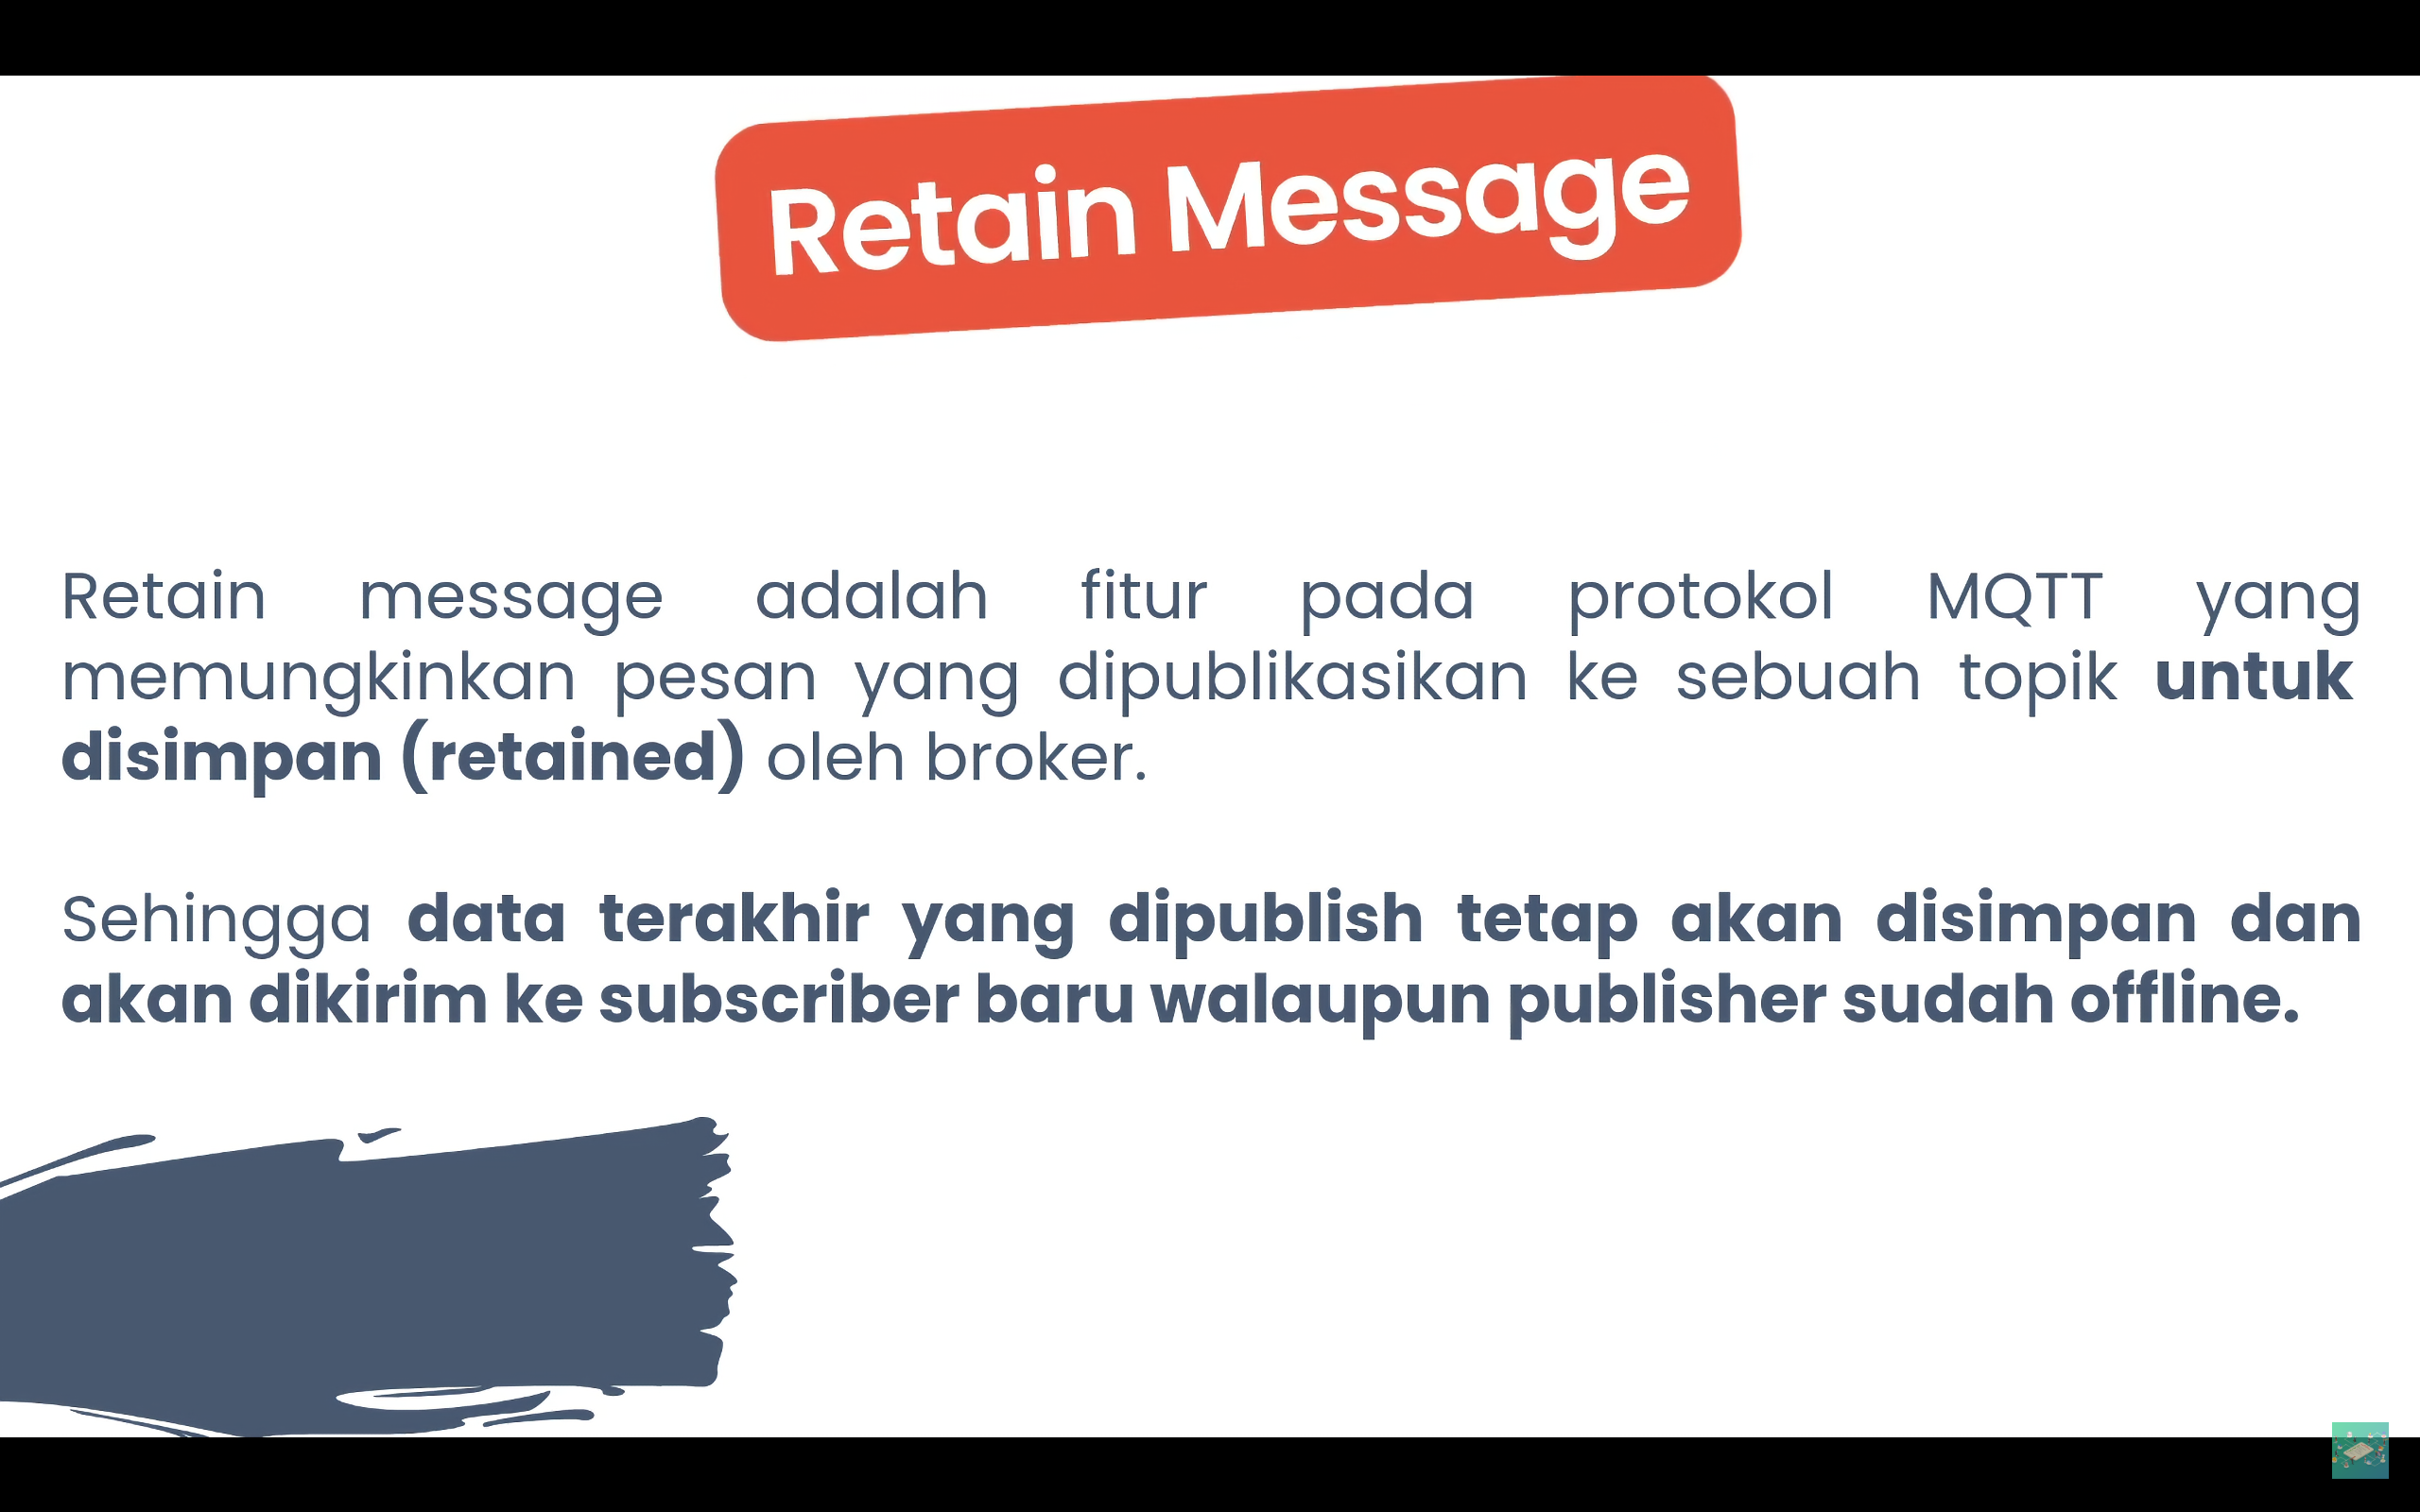 Retain Message
Retain message adalah fitur pada protokol MQTT yang
memungkinkan pesan yang dipublikasikan ke sebuah topik untuk
disimpan (retained) oleh broker.
Sehingga data terakhir yang dipublish tetap akan disimpan dan
akan dikirim ke subscriber baru walaupun publisher sudah offline.